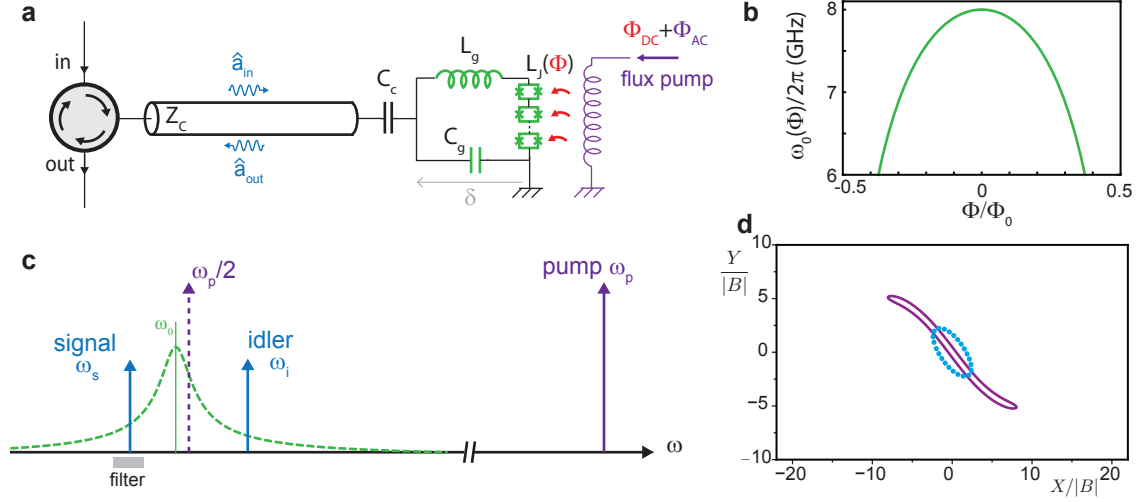 a
in
out
Z_C
â_in
â_out
C_c
L_g
C_g
L_J(Φ)
δ
Φ_DC+Φ_AC
flux pump
b
ω_0(Φ)/2π (GHz)
8
7
6
-0.5
0
0.5
Φ/Φ_0
c
signal
ω_s
ω_0
ω_p/2
idler
ω_i
pump ω_p
ω
filter
d
Y/|B|
10
5
0
−5
−10
−20
−10
0
10
20
X/|B|